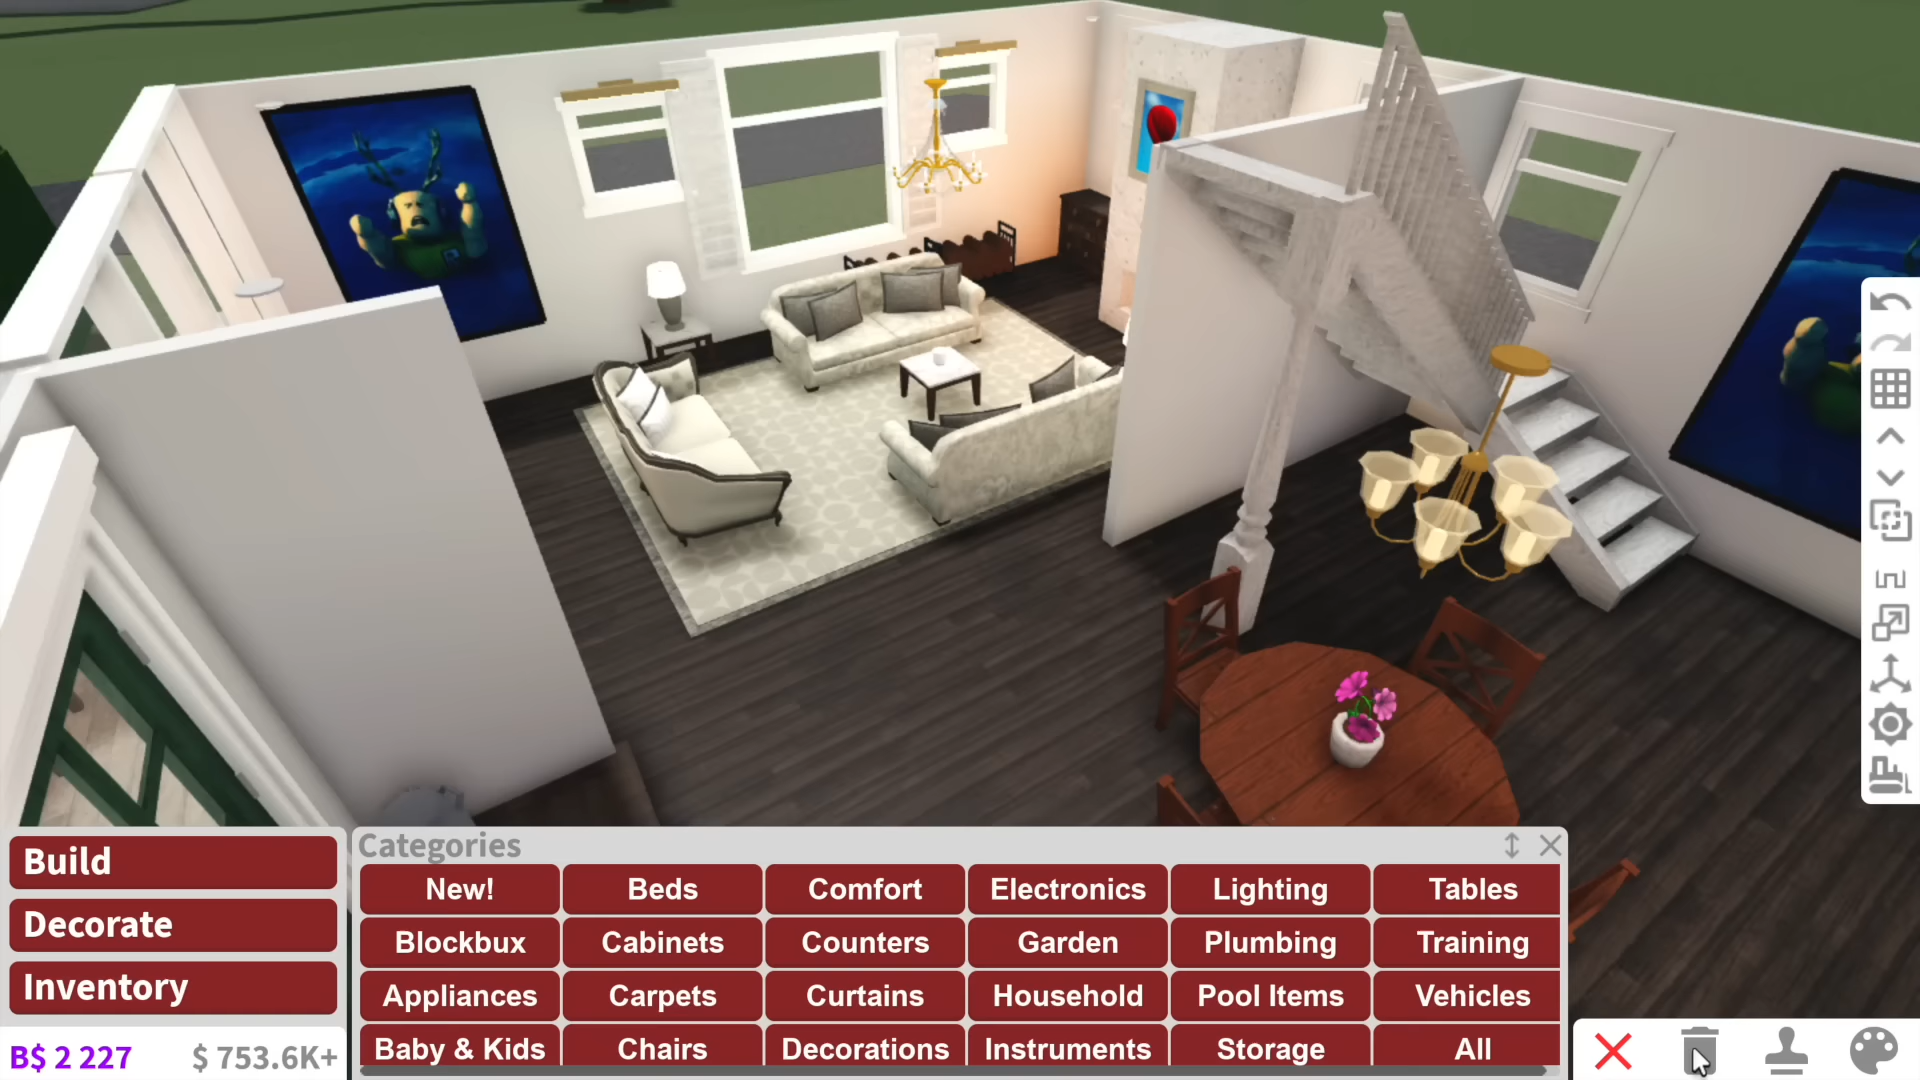 Build
Decorate
Inventory
B$ 2 227 $ 753.6K+
Categories
New! Beds Comfort Electronics Lighting Tables
Blockbux Cabinets Counters Garden Plumbing Training
Appliances Carpets Curtains Household Pool Items Vehicles
Baby & Kids Chairs Decorations Instruments Storage All